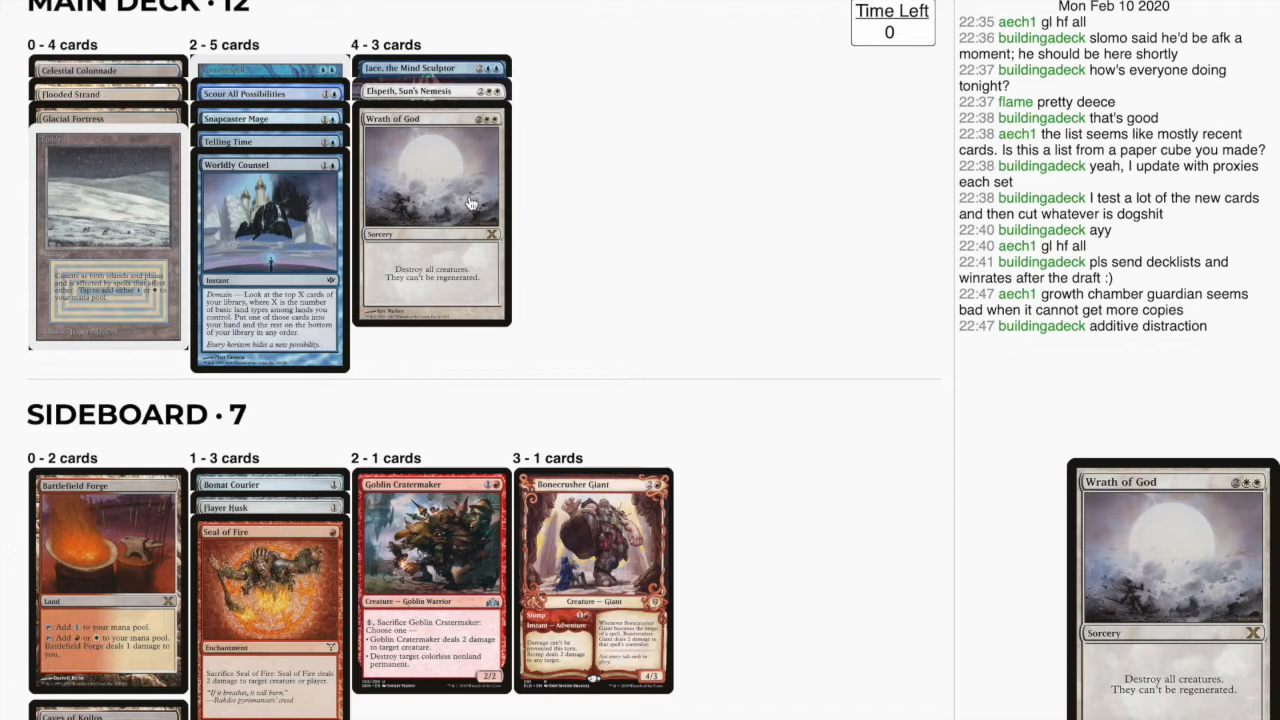 MAIN DECK · 12
0 - 4 cards
2 - 5 cards
4 - 3 cards
Celestial Colonnade
Flooded Strand
Glacial Fortress
Tundra
Counts as both islands and plains
and is affected by spells that affect
either. Tap to add either or to
your mana pool.
Scour All Possibilities
Snapcaster Mage
Telling Time
Worldly Counsel
Instant
Domain — Look at the top X cards of
your library, where X is the number
of basic land types among lands you
control. Put one of those cards into
your hand and the rest on the bottom
of your library in any order.
Every horizon hides a new possibility.
Jace, the Mind Sculptor
Elspeth, Sun's Nemesis
Wrath of God
Sorcery
Destroy all creatures.
They can't be regenerated.
Time Left
0
SIDEBOARD · 7
0 - 2 cards
1 - 3 cards
2 - 1 cards
3 - 1 cards
Battlefield Forge
Land
: Add 1 to your mana pool.
: Add or to your mana pool.
Battlefield Forge deals 1 damage to
you.
Caves of Koilos
Bomat Courier
Flayer Husk
Seal of Fire
Enchantment
Sacrifice Seal of Fire: Seal of Fire deals
2 damage to target creature or player.
"If it breathes, it will burn."
—Rakdos pyromancers' creed
Goblin Cratermaker
Creature — Goblin Warrior
1, Sacrifice Goblin Cratermaker:
Choose one —
• Goblin Cratermaker deals 2 damage
to target creature.
• Destroy target colorless nonland
permanent.
2/2
Bonecrusher Giant
Creature — Giant
Stomp
Instant — Adventure
Damage can't be
prevented this turn.
Stomp deals 2 damage
to any target.
Whenever Bonecrusher
Giant becomes the target
of a spell, Bonecrusher
Giant deals 2 damage to
that spell's controller.
Not every tale ends in
glory.
4/3
Mon Feb 10 2020
22:35 aech1 gl hf all
22:36 buildingadeck slomo said he'd be afk a
moment; he should be here shortly
22:37 buildingadeck how's everyone doing
tonight?
22:37 flame pretty deece
22:38 buildingadeck that's good
22:38 aech1 the list seems like mostly recent
cards. Is this a list from a paper cube you made?
22:38 buildingadeck yeah, I update with proxies
each set
22:38 buildingadeck I test a lot of the new cards
and then cut whatever is dogshit
22:40 buildingadeck ayy
22:40 aech1 gl hf all
22:41 buildingadeck pls send decklists and
winrates after the draft :)
22:47 aech1 growth chamber guardian seems
bad when it cannot get more copies
22:47 buildingadeck additive distraction
Wrath of God
Sorcery
Destroy all creatures.
They can't be regenerated.